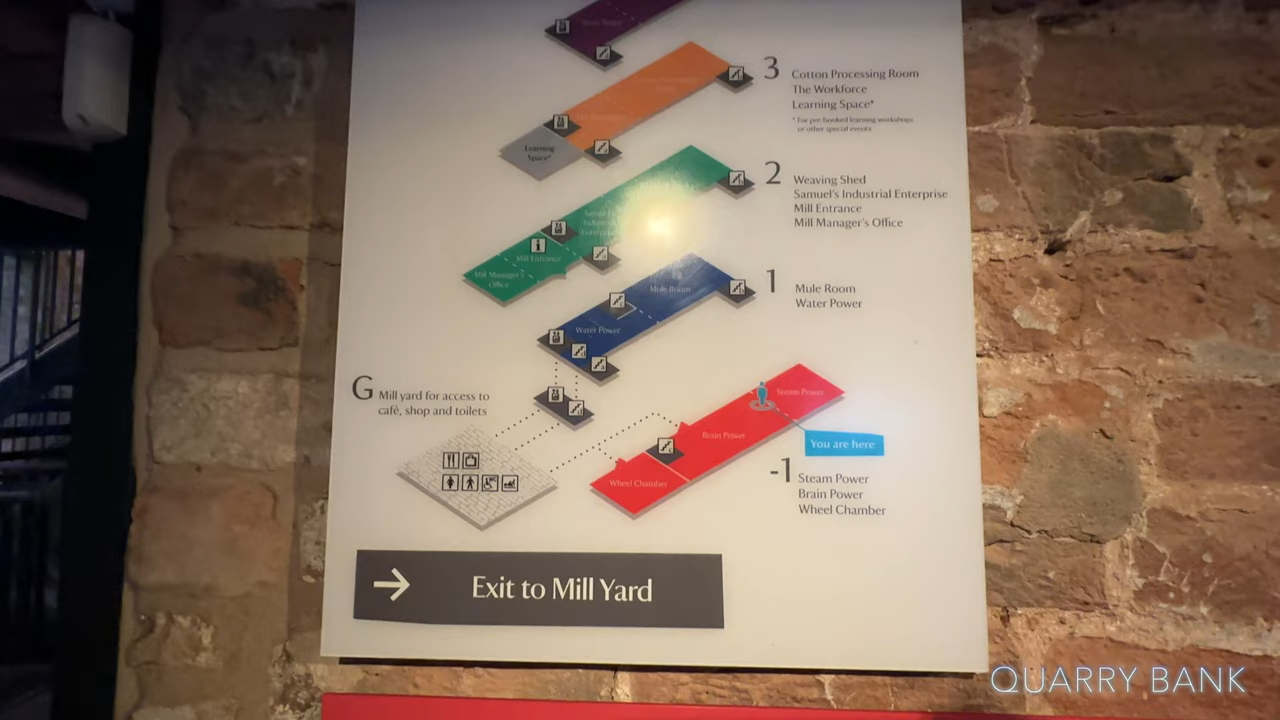 3
Cotton Processing Room
The Workforce
Learning Space*
* For pre-booked learning workshops
or other special events
Learning
Space*
2
Weaving Shed
Samuel's Industrial Enterprise
Mill Entrance
Mill Manager's Office
Samuel's
Industrial
Enterprise
Mill Entrance
Mill Manager's
Office
1
Mule Room
Water Power
Mule Room
Water Power
G
Mill yard for access to
café, shop and toilets
Steam Power
Brain Power
Wheel Chamber
You are here
-1
Steam Power
Brain Power
Wheel Chamber
Exit to Mill Yard
QUARRY BANK